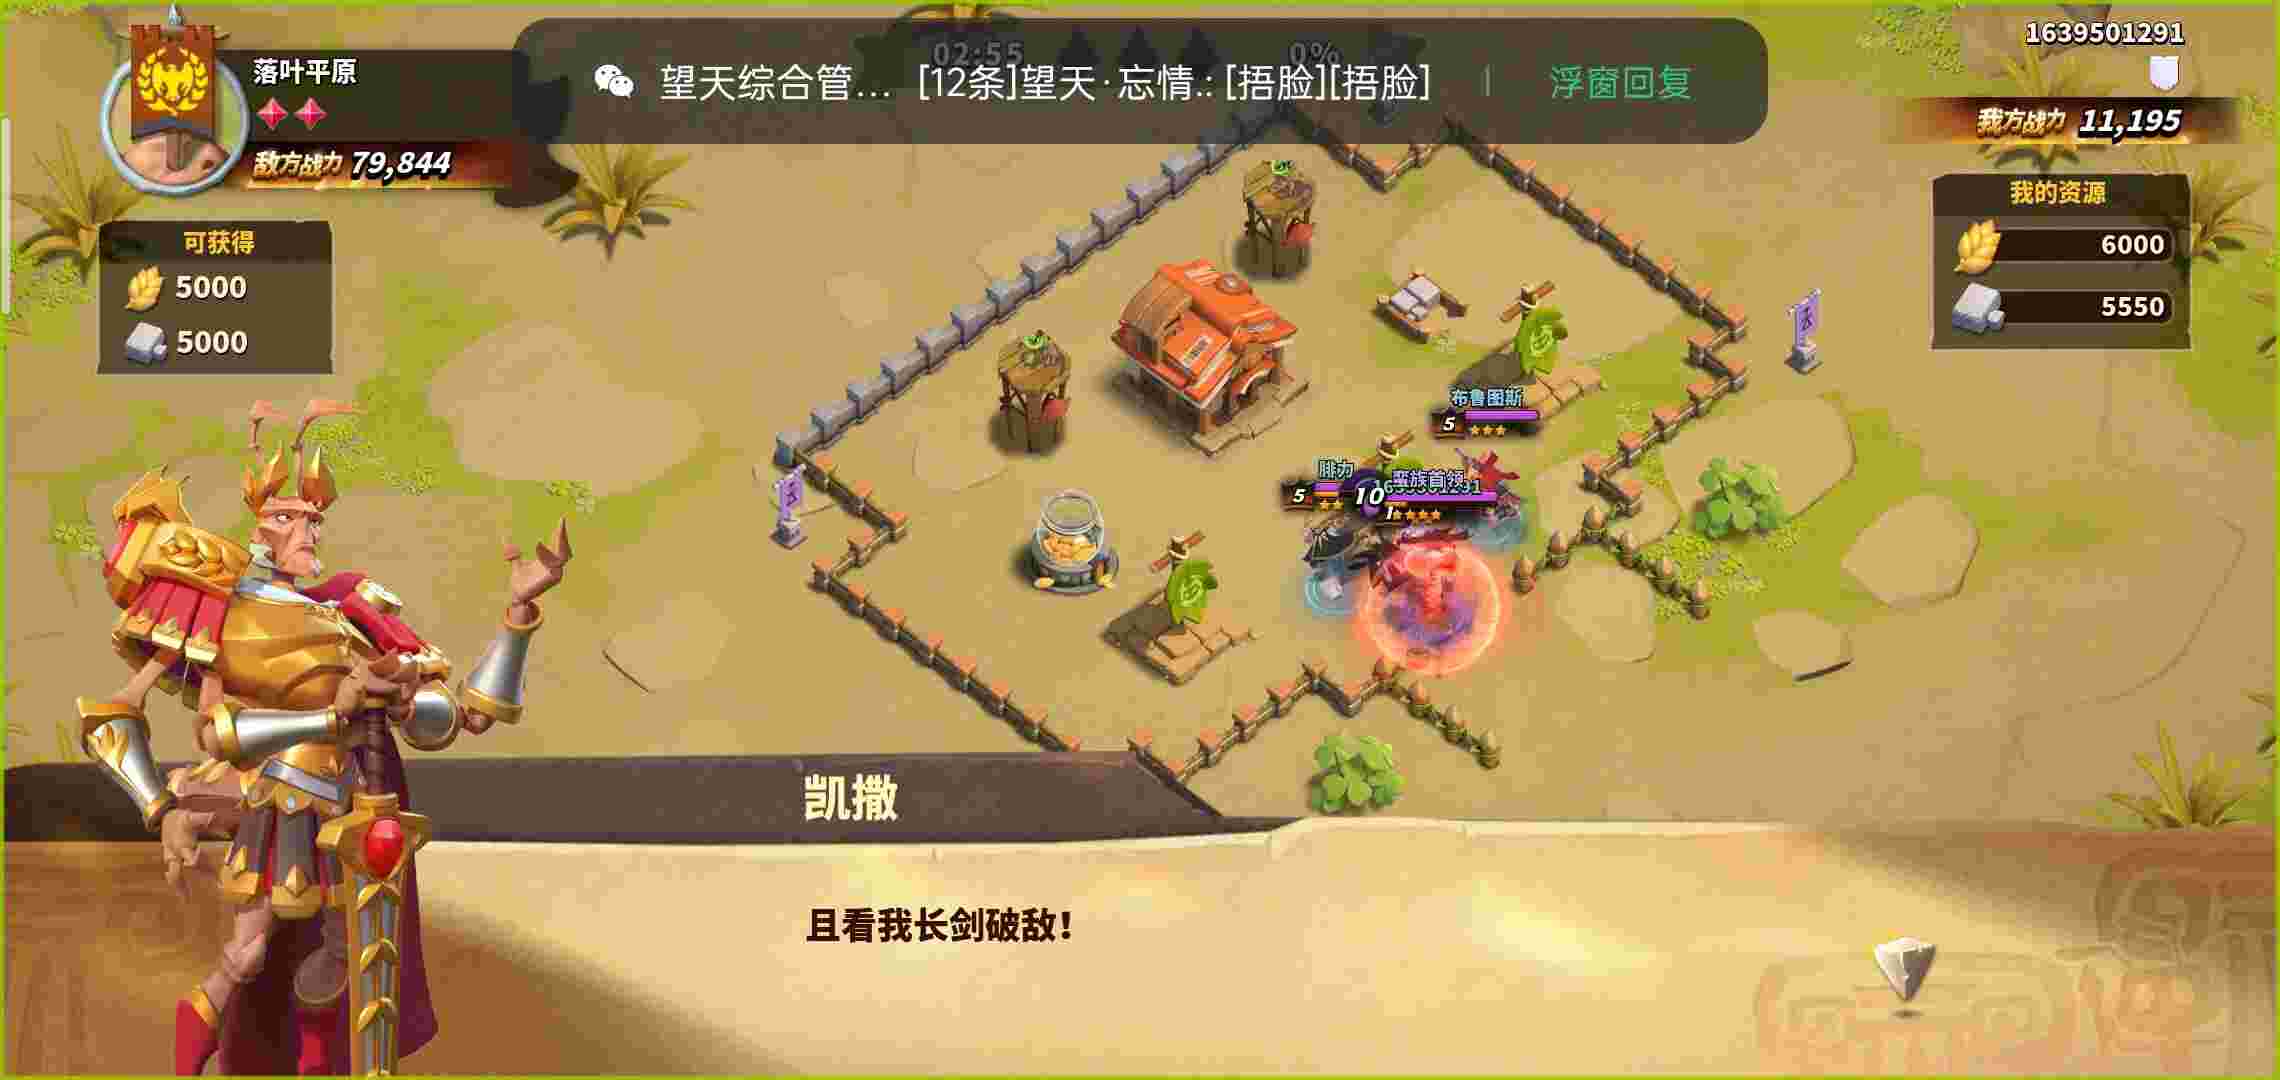 02:55
0%
望天综合管... [12条]望天·忘情.: [捂脸][捂脸]
浮窗回复
落叶平原
敌方战力 79,844
可获得
5000
5000
1639501291
我方战力 11,195
我的资源
6000
5550
布鲁图斯
5
腓力
5
蛮族首领
10
凯撒
且看我长剑破敌！